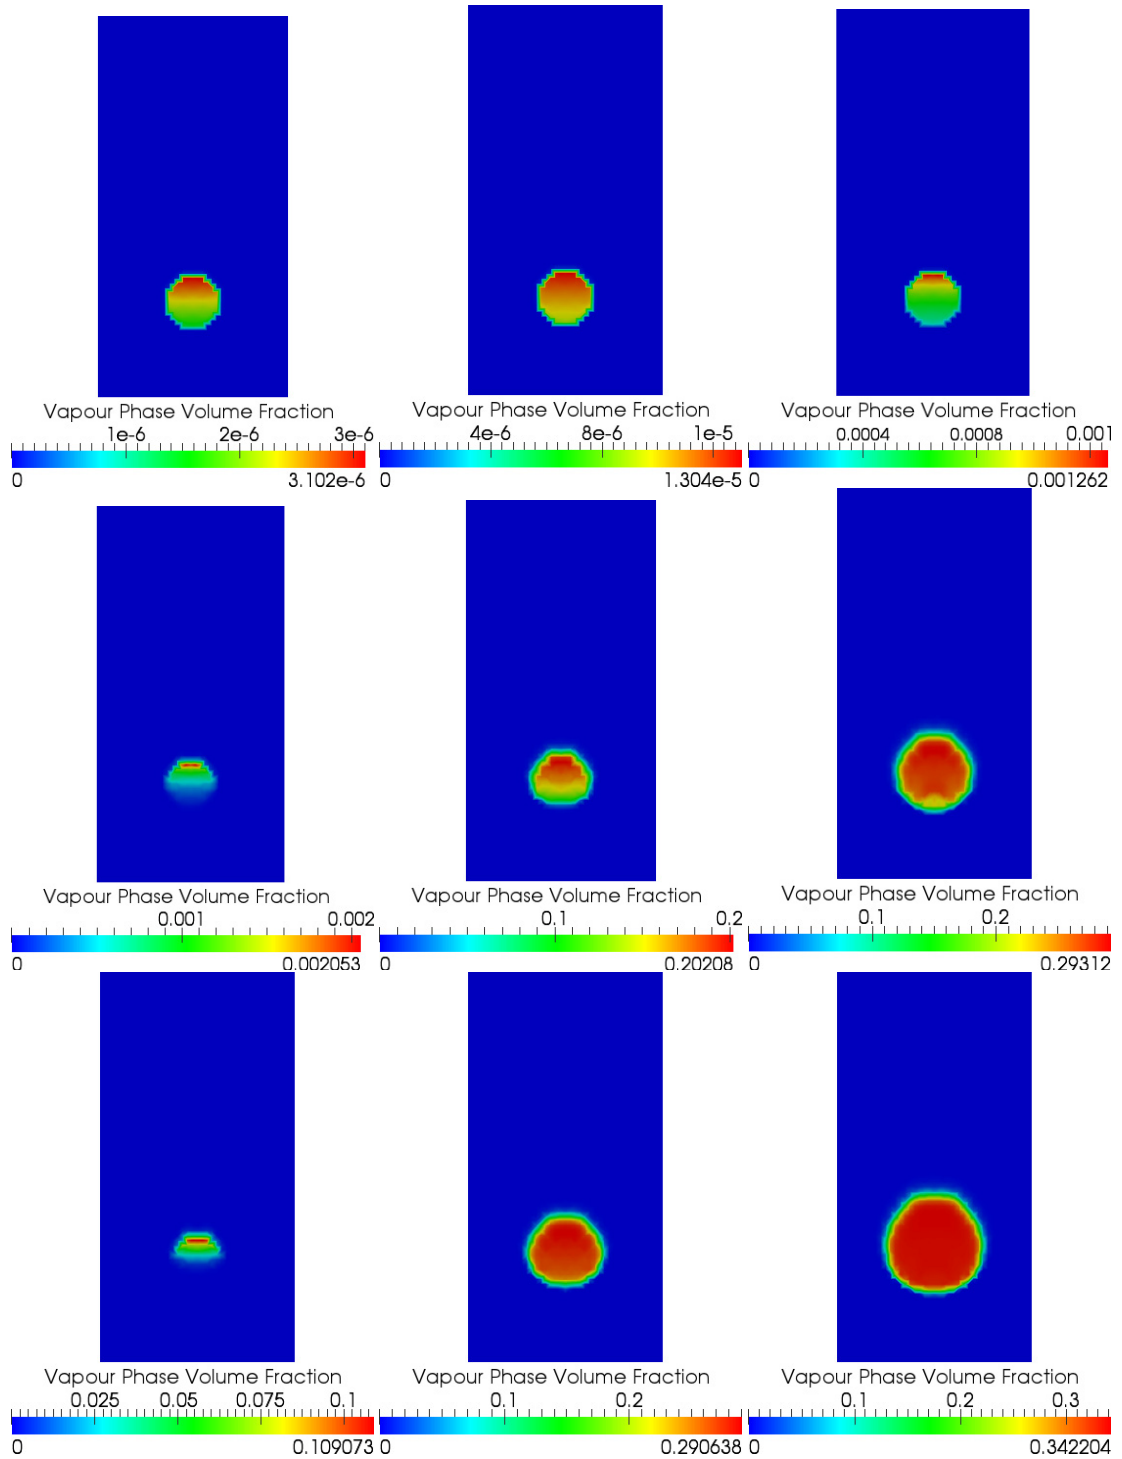 Vapour Phase Volume Fraction
1e-6 2e-6 3e-6
0 3.102e-6
Vapour Phase Volume Fraction
4e-6 8e-6 1e-5
0 1.304e-5
Vapour Phase Volume Fraction
0.0004 0.0008 0.001
0 0.001262
Vapour Phase Volume Fraction
0.001 0.002
0 0.002053
Vapour Phase Volume Fraction
0.1 0.2
0 0.20208
Vapour Phase Volume Fraction
0.1 0.2
0 0.29312
Vapour Phase Volume Fraction
0.025 0.05 0.075 0.1
0 0.109073
Vapour Phase Volume Fraction
0.1 0.2
0 0.290638
Vapour Phase Volume Fraction
0.1 0.2 0.3
0 0.342204